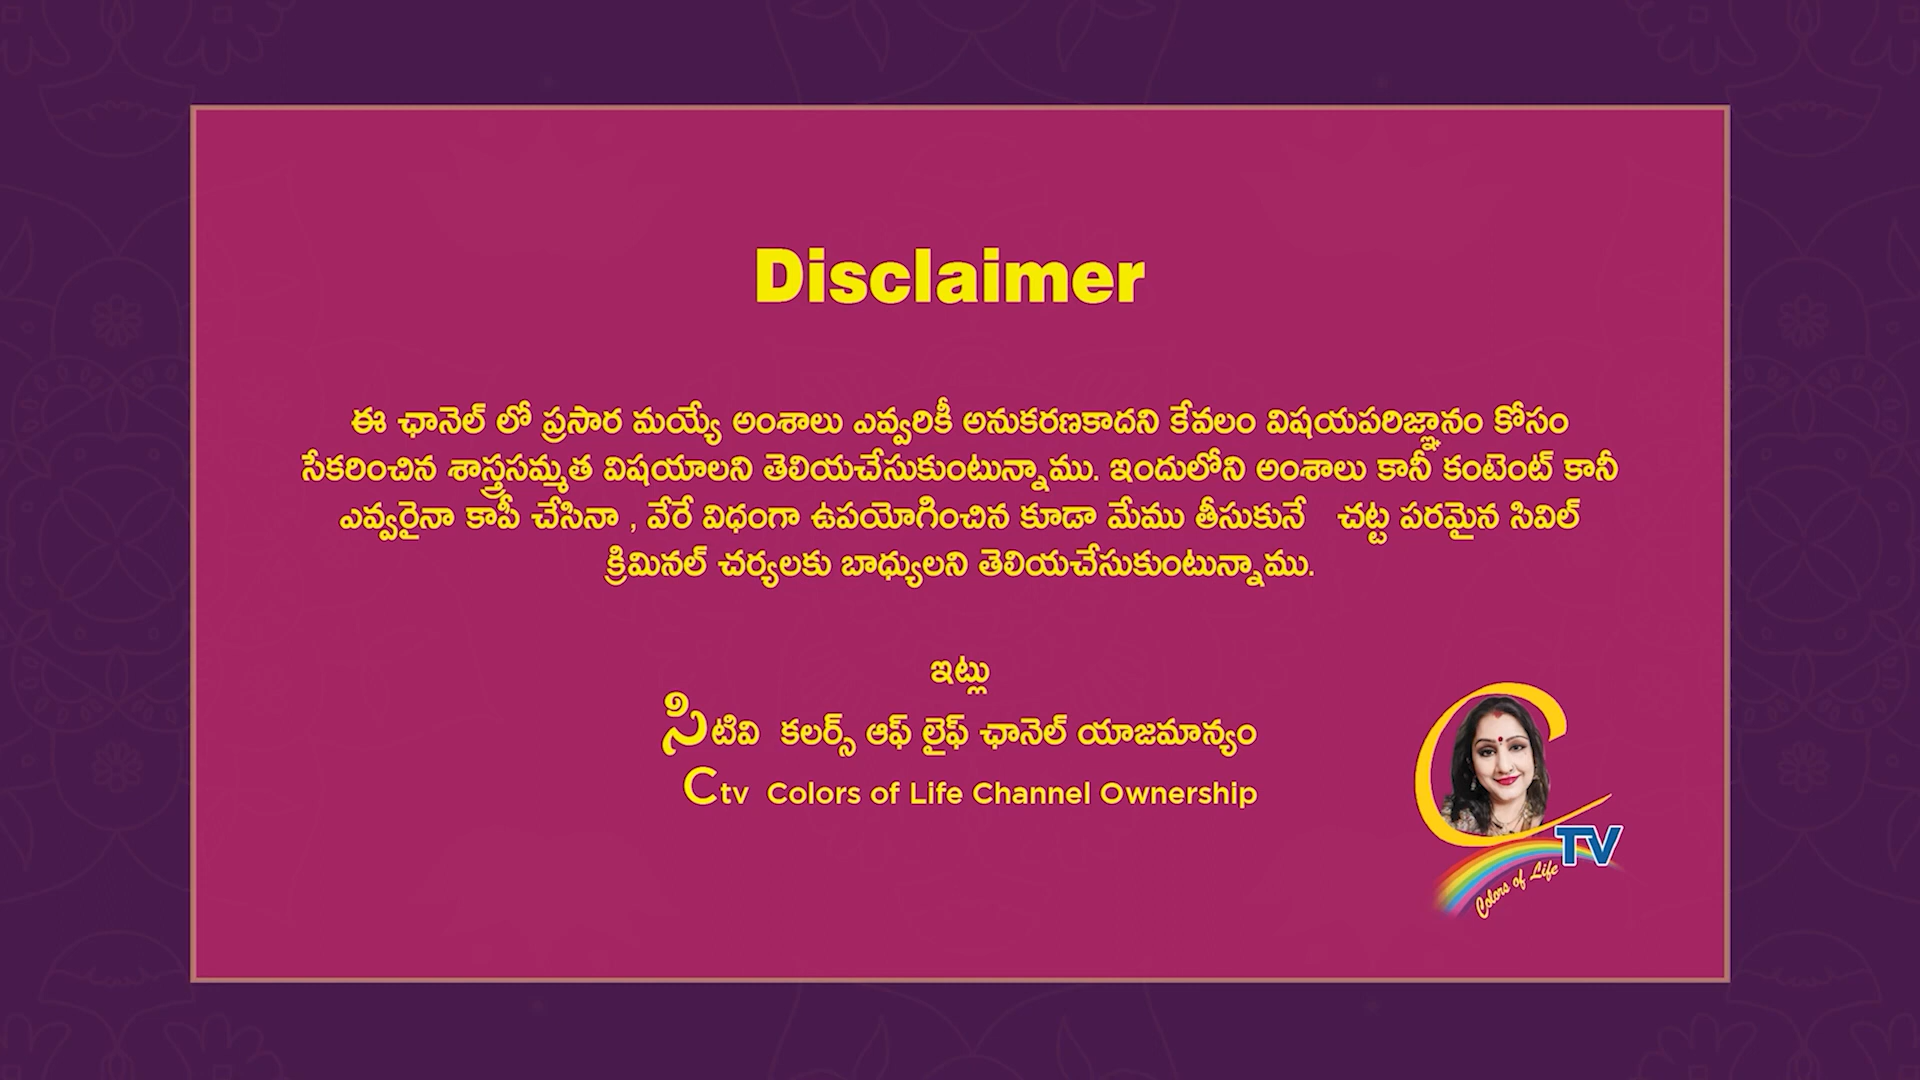 Disclaimer
ఈ ఛానెల్ లో ప్రసార మయ్యే అంశాలు ఎవ్వరికీ అనుకరణకాదని కేవలం విషయపరిజ్ఞానం కోసం
సేకరించిన శాస్త్రసమ్మత విషయాలని తెలియచేసుకుంటున్నాము. ఇందులోని అంశాలు కానీ కంటెంట్ కానీ
ఎవ్వరైనా కాపీ చేసినా , వేరే విధంగా ఉపయోగించిన కూడా మేము తీసుకునే చట్ట పరమైన సివిల్
క్రిమినల్ చర్యలకు బాధ్యులని తెలియచేసుకుంటున్నాము.
ఇట్లు
సిటివి కలర్స్ ఆఫ్ లైఫ్ ఛానెల్ యాజమాన్యం
Ctv Colors of Life Channel Ownership
C TV
Colors of Life